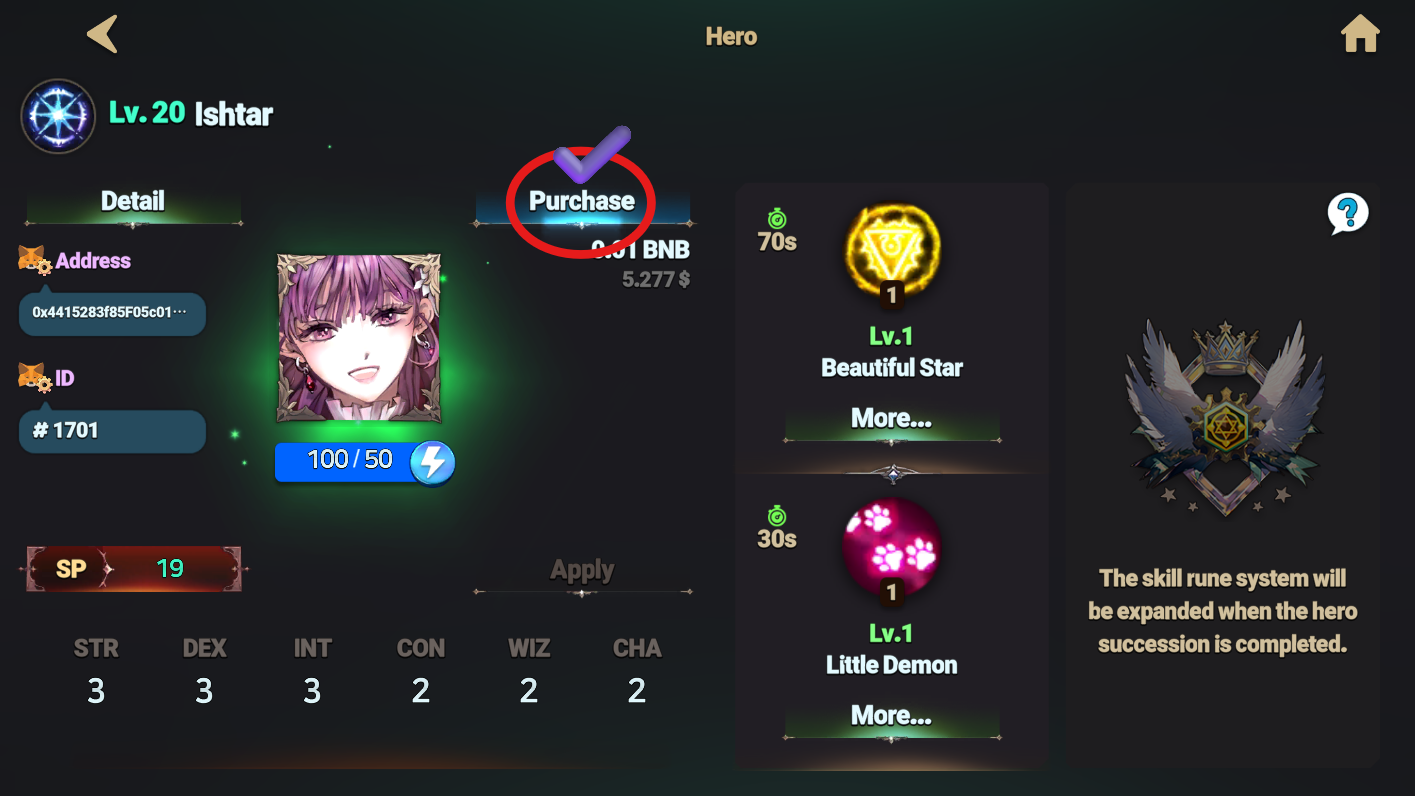 Hero
Lv. 20 Ishtar
Detail
Purchase
Address
0x4415283f85F05c01···
ID
# 1701
0.01 BNB
5.277 $
100 / 50
SP 19
Apply
STR DEX INT CON WIZ CHA
3 3 3 2 2 2
70s
1
Lv.1
Beautiful Star
More...
30s
1
Lv.1
Little Demon
More...
?
The skill rune system will
be expanded when the hero
succession is completed.